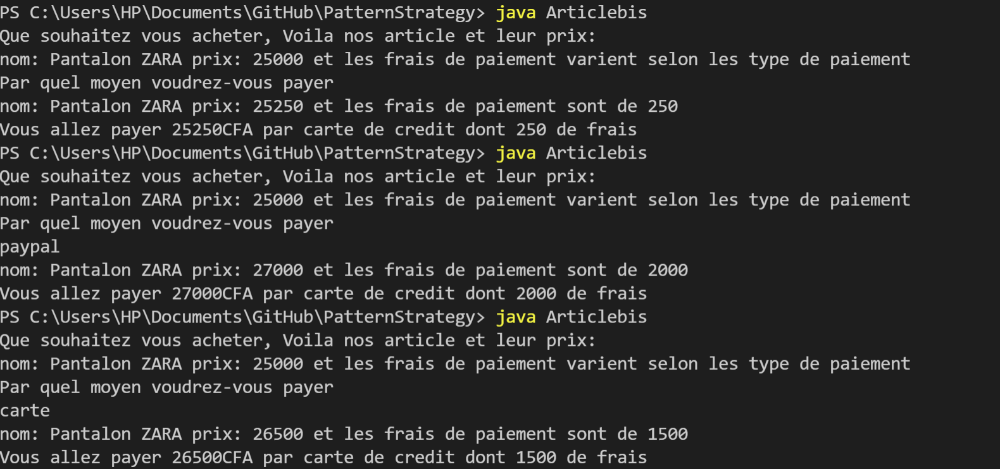 PS C:\Users\HP\Documents\GitHub\PatternStrategy> java Articlebis
Que souhaitez vous acheter, Voila nos article et leur prix:
nom: Pantalon ZARA prix: 25000 et les frais de paiement varient selon les type de paiement
Par quel moyen voudrez-vous payer
nom: Pantalon ZARA prix: 25250 et les frais de paiement sont de 250
Vous allez payer 25250CFA par carte de credit dont 250 de frais
PS C:\Users\HP\Documents\GitHub\PatternStrategy> java Articlebis
Que souhaitez vous acheter, Voila nos article et leur prix:
nom: Pantalon ZARA prix: 25000 et les frais de paiement varient selon les type de paiement
Par quel moyen voudrez-vous payer
paypal
nom: Pantalon ZARA prix: 27000 et les frais de paiement sont de 2000
Vous allez payer 27000CFA par carte de credit dont 2000 de frais
PS C:\Users\HP\Documents\GitHub\PatternStrategy> java Articlebis
Que souhaitez vous acheter, Voila nos article et leur prix:
nom: Pantalon ZARA prix: 25000 et les frais de paiement varient selon les type de paiement
Par quel moyen voudrez-vous payer
carte
nom: Pantalon ZARA prix: 26500 et les frais de paiement sont de 1500
Vous allez payer 26500CFA par carte de credit dont 1500 de frais